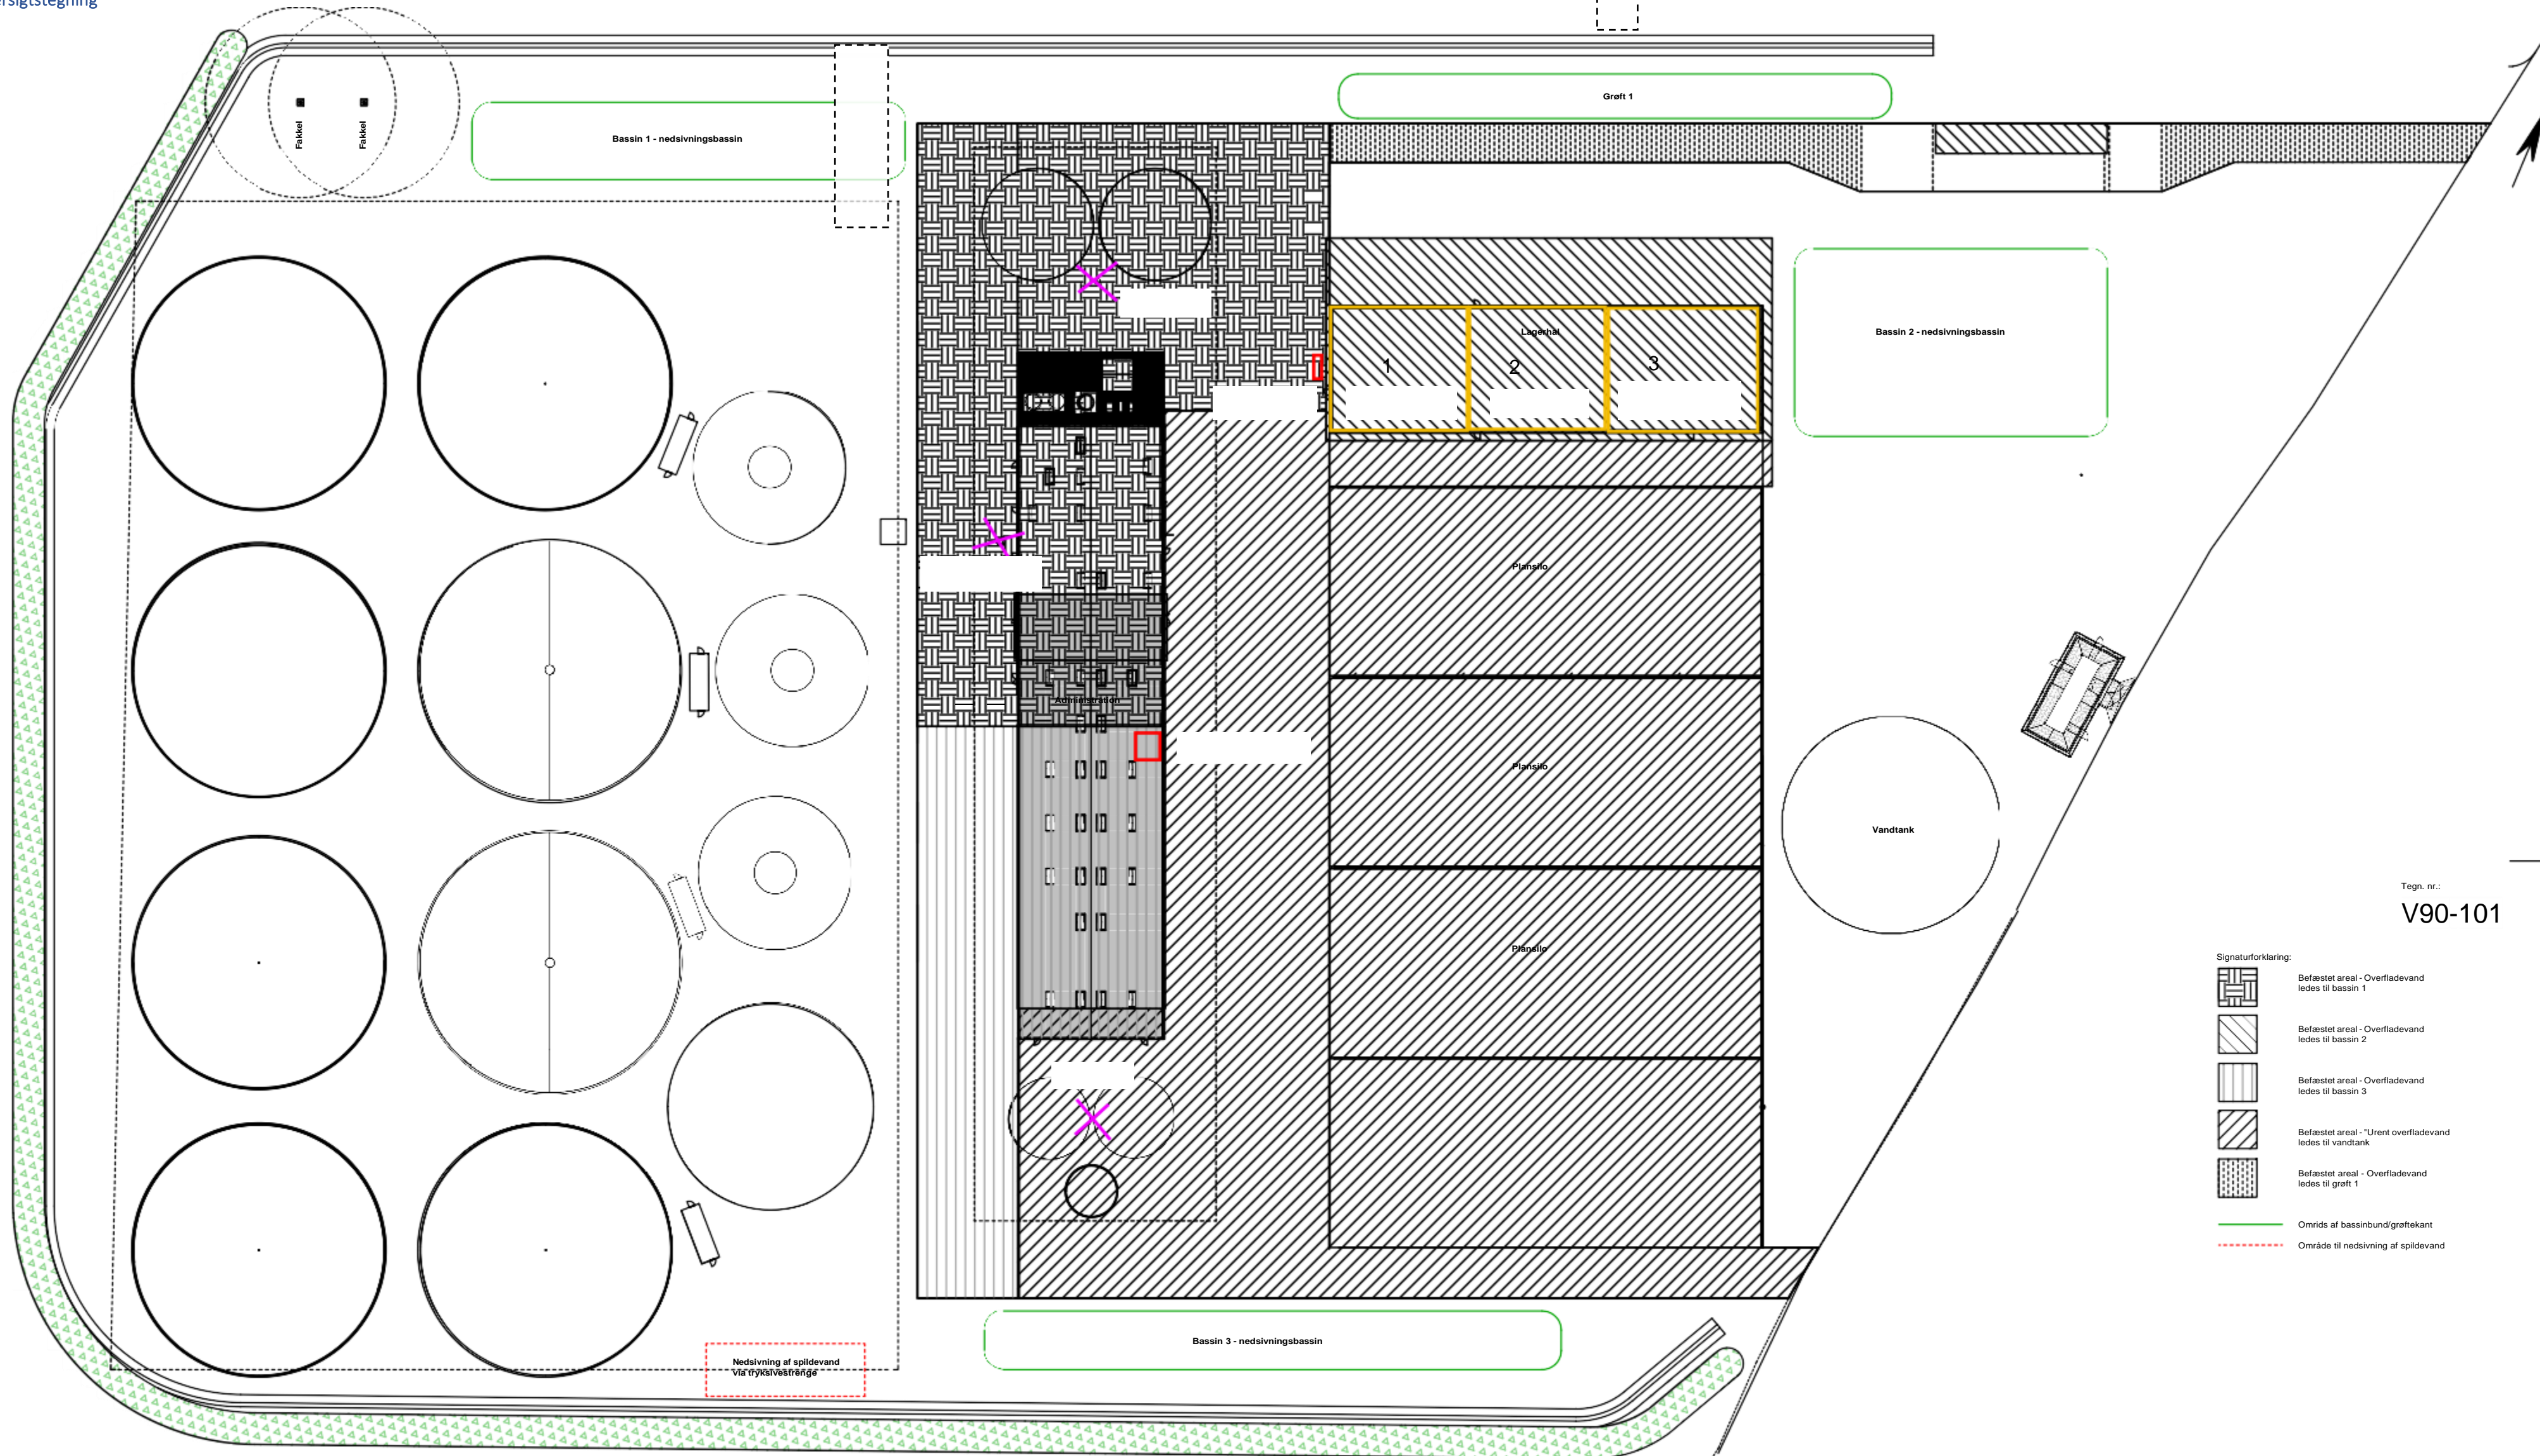 Fakkel
Fakkel
Bassin 1 - nedsivningsbassin
Grøft 1
Lagerhal
1
2
3
Bassin 2 - nedsivningsbassin
Plansilo
Administration
Plansilo
Vandtank
Plansilo
Bassin 3 - nedsivningsbassin
Nedsivning af spildevand
via tryksivestrenge
Tegn. nr.:
V90-101
Signaturforklaring:
Befæstet areal - Overfladevand
ledes til bassin 1
Befæstet areal - Overfladevand
ledes til bassin 2
Befæstet areal - Overfladevand
ledes til bassin 3
Befæstet areal - "Urent overfladevand
ledes til vandtank
Befæstet areal - Overfladevand
ledes til grøft 1
Omrids af bassinbund/grøftekant
Område til nedsivning af spildevand